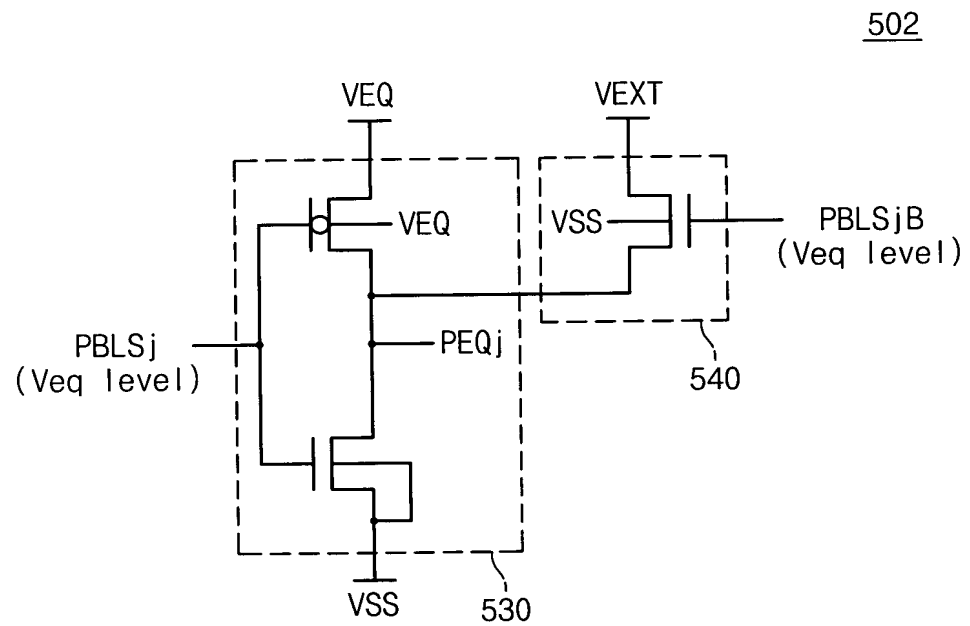 502
VEQ
VEXT
VEQ
VSS
PBLSjB
(Veq level)
PBLSj
(Veq level)
PEQj
540
VSS
530